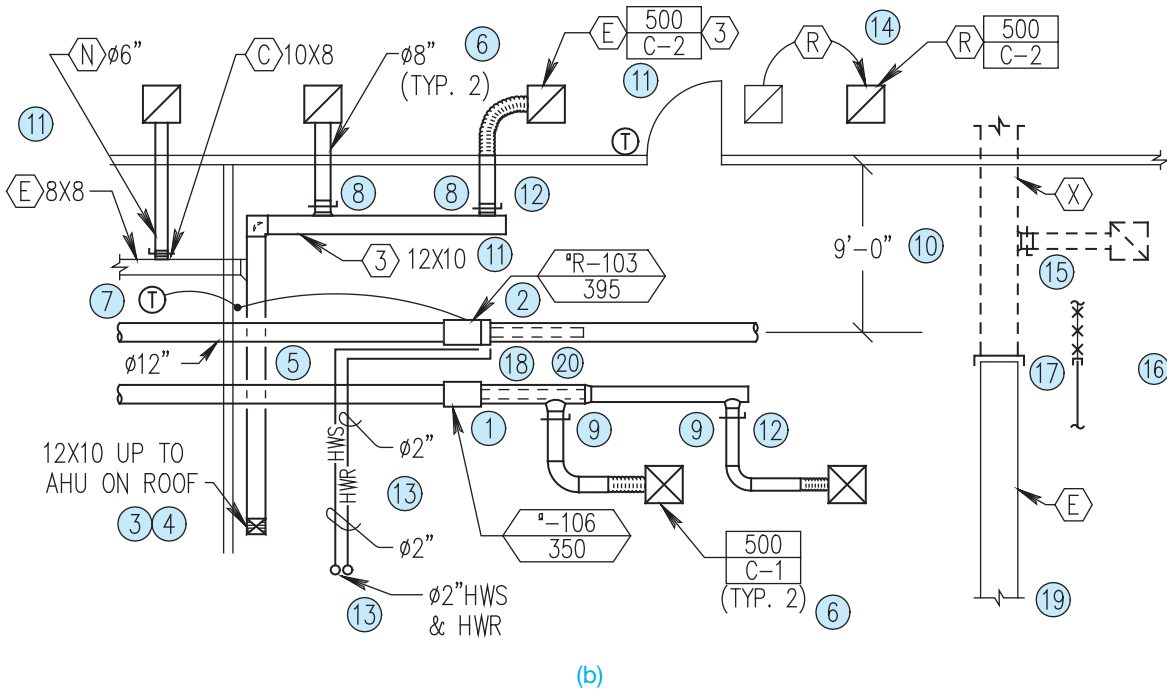 N ø6"
C 10X8
ø8"
(TYP. 2)
6
E
500
C-2
3
11
R
14
R
500
C-2
11
E 8X8
T
8
8
12
X
3 12X10
11
9'-0"
10
15
ªR-103
395
2
7
T
ø12"
5
18
20
17
16
1
9
9
12
HWS
ø2"
HWR
13
12X10 UP TO
AHU ON ROOF
3
4
ø2"
ª-106
350
E
500
C-1
(TYP. 2)
6
13
ø2"HWS
& HWR
19
(b)